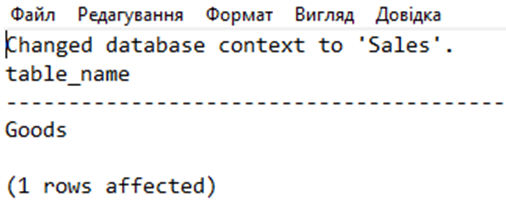 Файл Редагування Формат Вигляд Довідка
Changed database context to 'Sales'.
table_name
----------------------------------------
Goods
(1 rows affected)